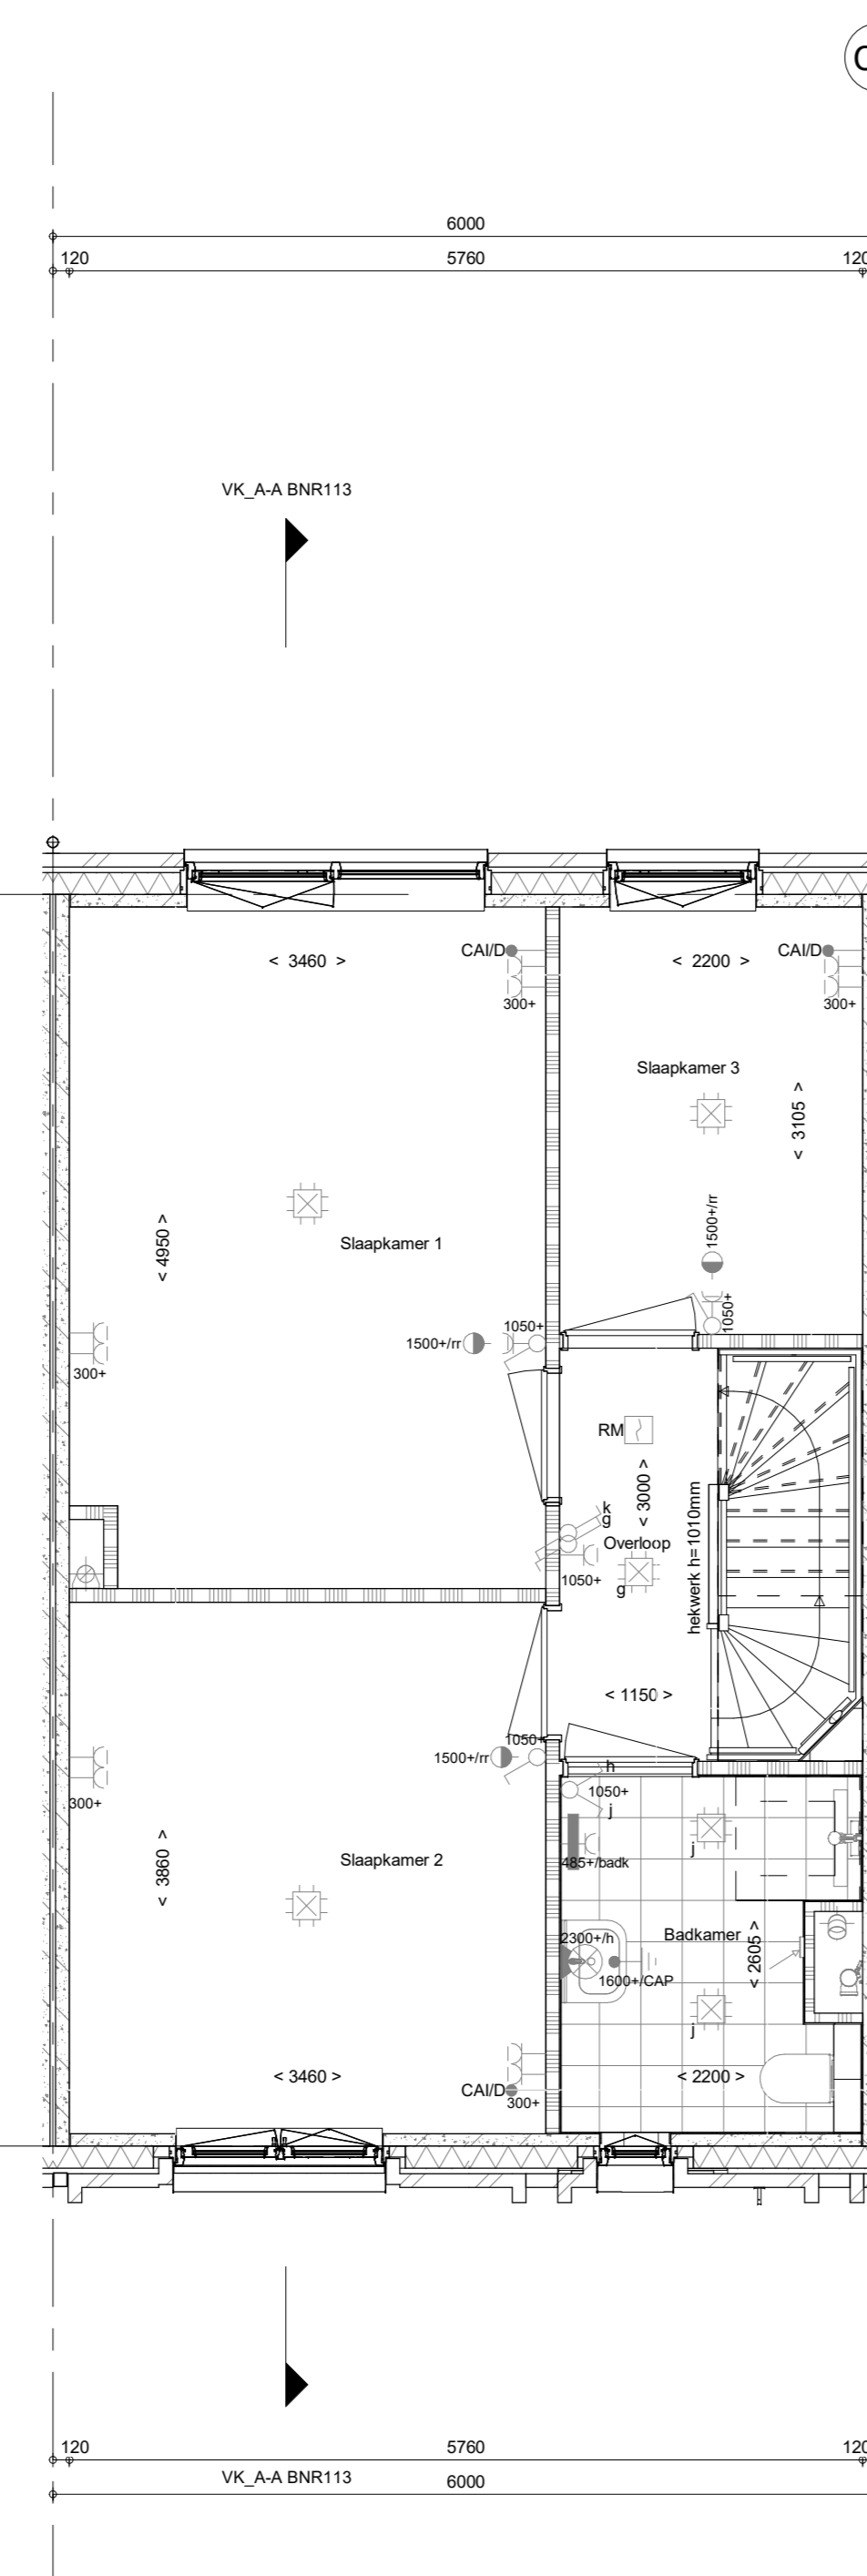 C
6000
120
5760
120
VK_A-A BNR113
CAI/D
CAI/D
< 3460 >
< 2200 >
300+
300+
Slaapkamer 3
< 3105 >
1500+/rr
< 4950 >
Slaapkamer 1
1050+
1050+
1500+/rr
300+
RM
< 3000 >
k
g
hekwerk h=1010mm
Overloop
1050+
g
< 1150 >
1050+
1500+/rr
h
1050+
300+
j
j
485+/badk
< 3860 >
Slaapkamer 2
2300+/h
Badkamer
< 2605 >
1600+/CAP
j
< 3460 >
< 2200 >
CAI/D
300+
120
5760
120
VK_A-A BNR113
6000